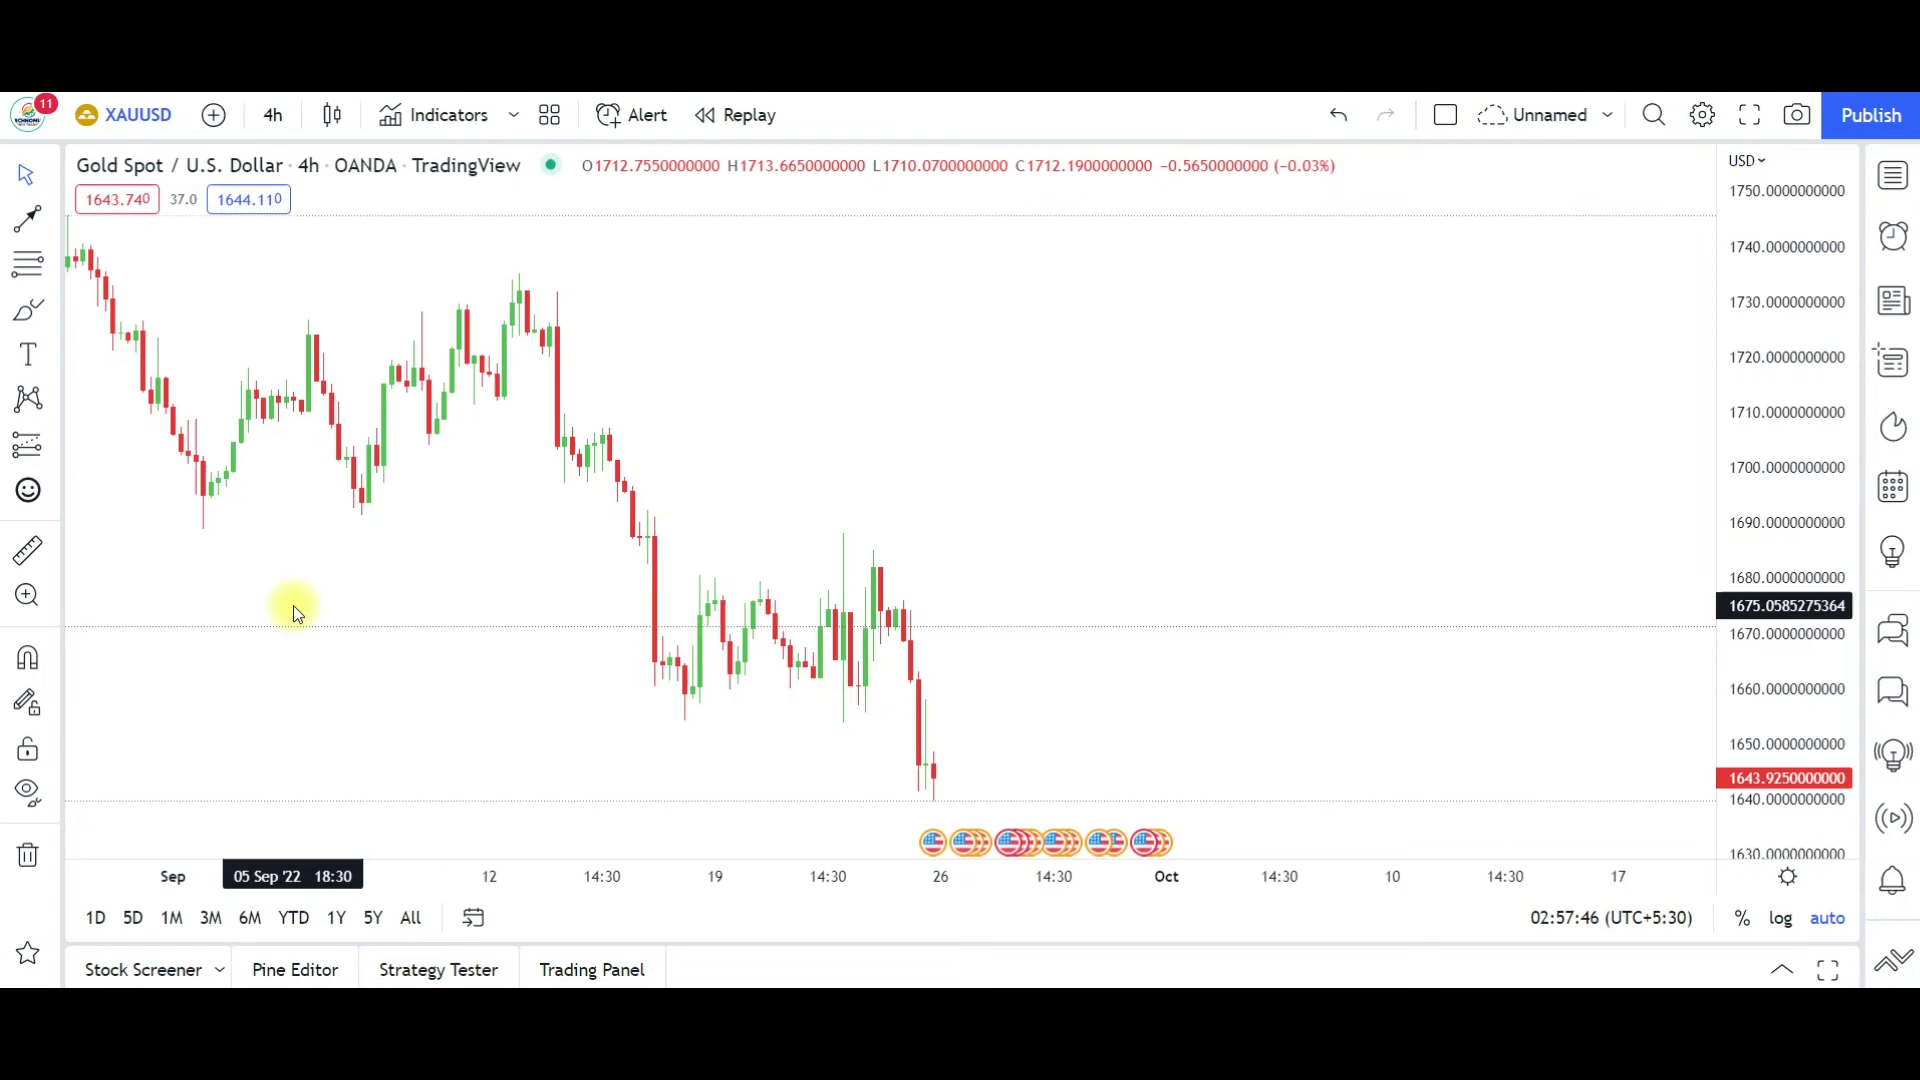 11 XAUUSD 4h Indicators Alert Replay Unnamed Publish
Gold Spot / U.S. Dollar · 4h · OANDA · TradingView O1712.7550000000 H1713.6650000000 L1710.0700000000 C1712.1900000000 −0.5650000000 (−0.03%)
USD
1643.740 37.0 1644.110
1750.0000000000
1740.0000000000
1730.0000000000
1720.0000000000
1710.0000000000
1700.0000000000
1690.0000000000
1680.0000000000
1675.0585275364
1670.0000000000
1660.0000000000
1650.0000000000
1643.9250000000
1640.0000000000
1630.0000000000
Sep 05 Sep '22 18:30 12 14:30 19 14:30 26 14:30 Oct 14:30 10 14:30 17
1D 5D 1M 3M 6M YTD 1Y 5Y All 02:57:46 (UTC+5:30) % log auto
Stock Screener Pine Editor Strategy Tester Trading Panel